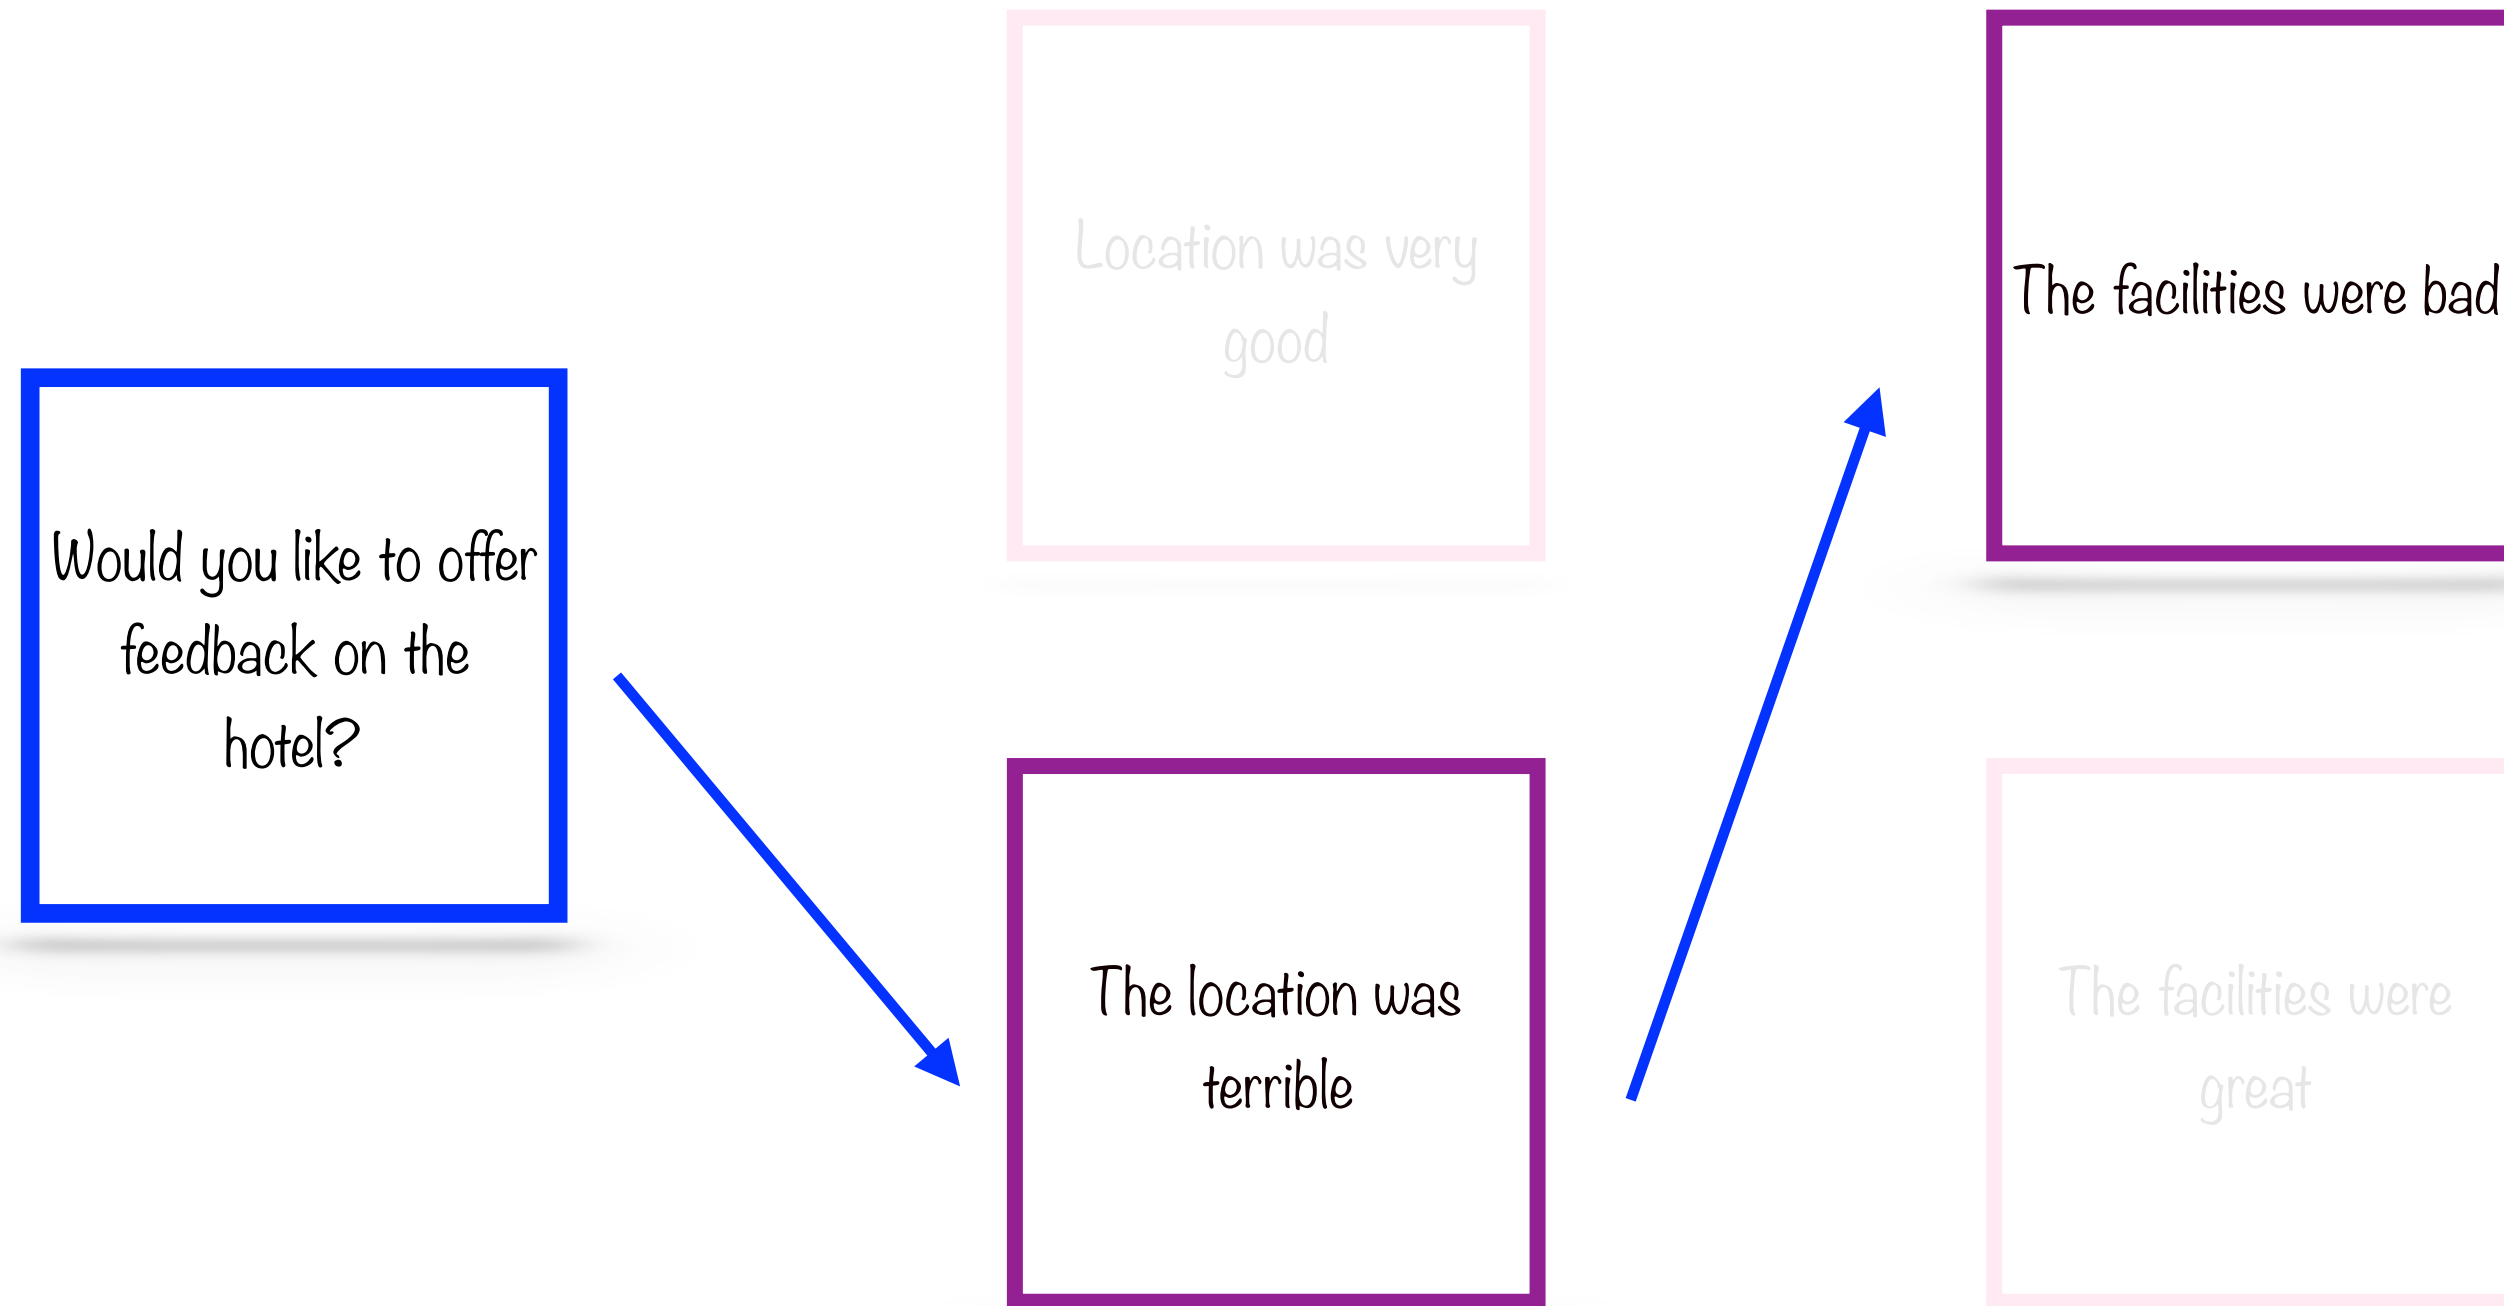 Would you like to offer
feedback on the
hotel?
Location was very
good
The location was
terrible
The facilities were bad
The facilities were
great